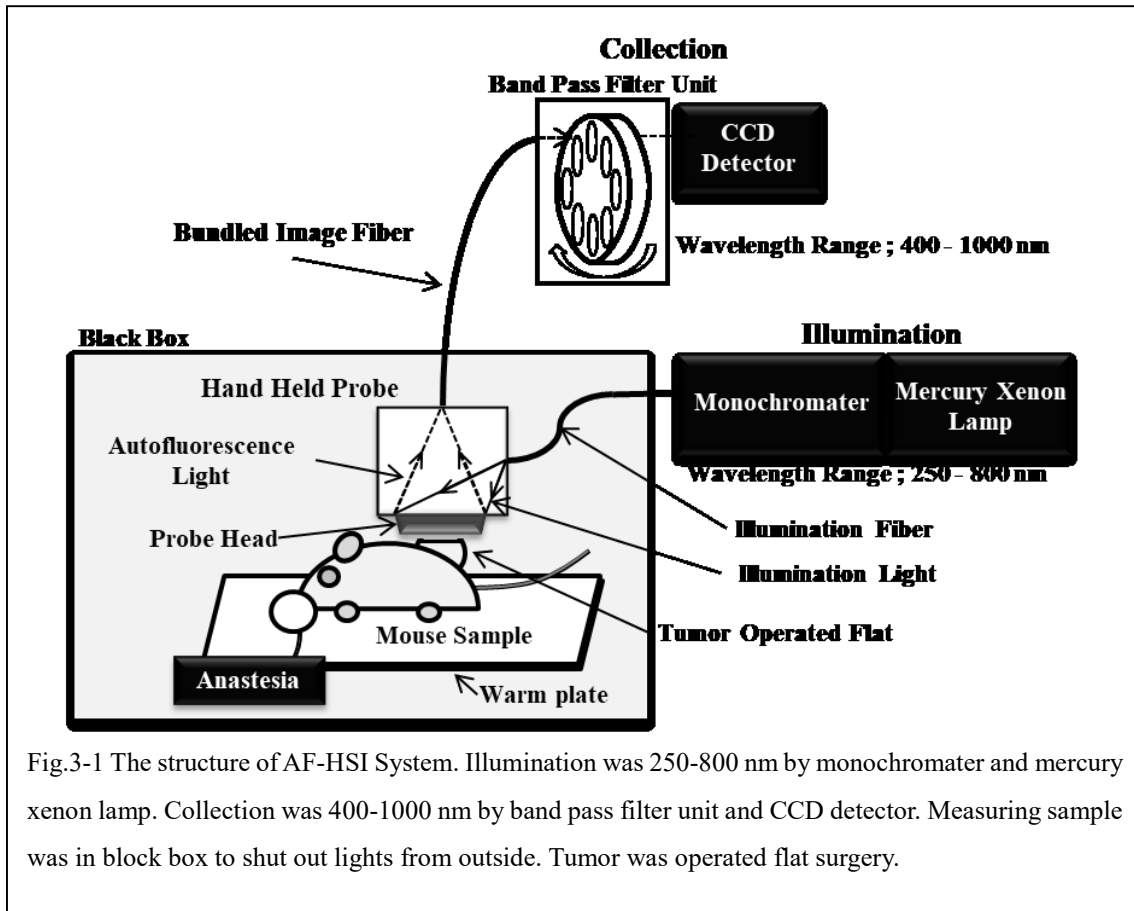 Collection
Band Pass Filter Unit
CCD
Detector
Bundled Image Fiber
Wavelength Range ; 400 - 1000 nm
Black Box
Illumination
Hand Held Probe
Monochromater
Mercury Xenon
Lamp
Autofluorescence
Light
Wavelength Range ; 250 - 800 nm
Probe Head
Illumination Fiber
Illumination Light
Mouse Sample
Tumor Operated Flat
Anastesia
Warm plate
Fig.3-1 The structure of AF-HSI System. Illumination was 250-800 nm by monochromater and mercury
xenon lamp. Collection was 400-1000 nm by band pass filter unit and CCD detector. Measuring sample
was in block box to shut out lights from outside. Tumor was operated flat surgery.